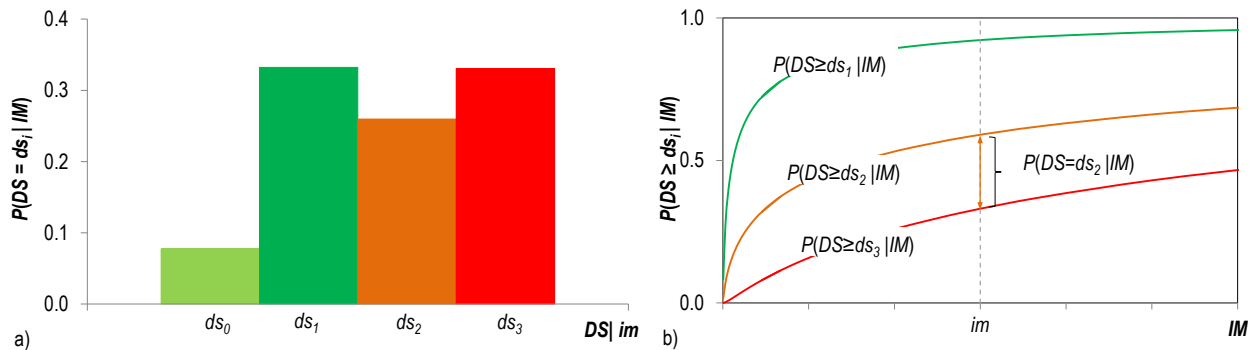 P(DS = ds₍ᵢ₎ | IM)
0.4
0.3
0.2
0.1
0.0
ds₀
ds₁
ds₂
ds₃
DS| im
a)
P(DS ≥ dsᵢ | IM)
1.0
0.5
0.0
P(DS≥ds₁ |IM)
P(DS≥ds₂ |IM)
P(DS≥ds₃ |IM)
P(DS=ds₂ |IM)
im
IM
b)